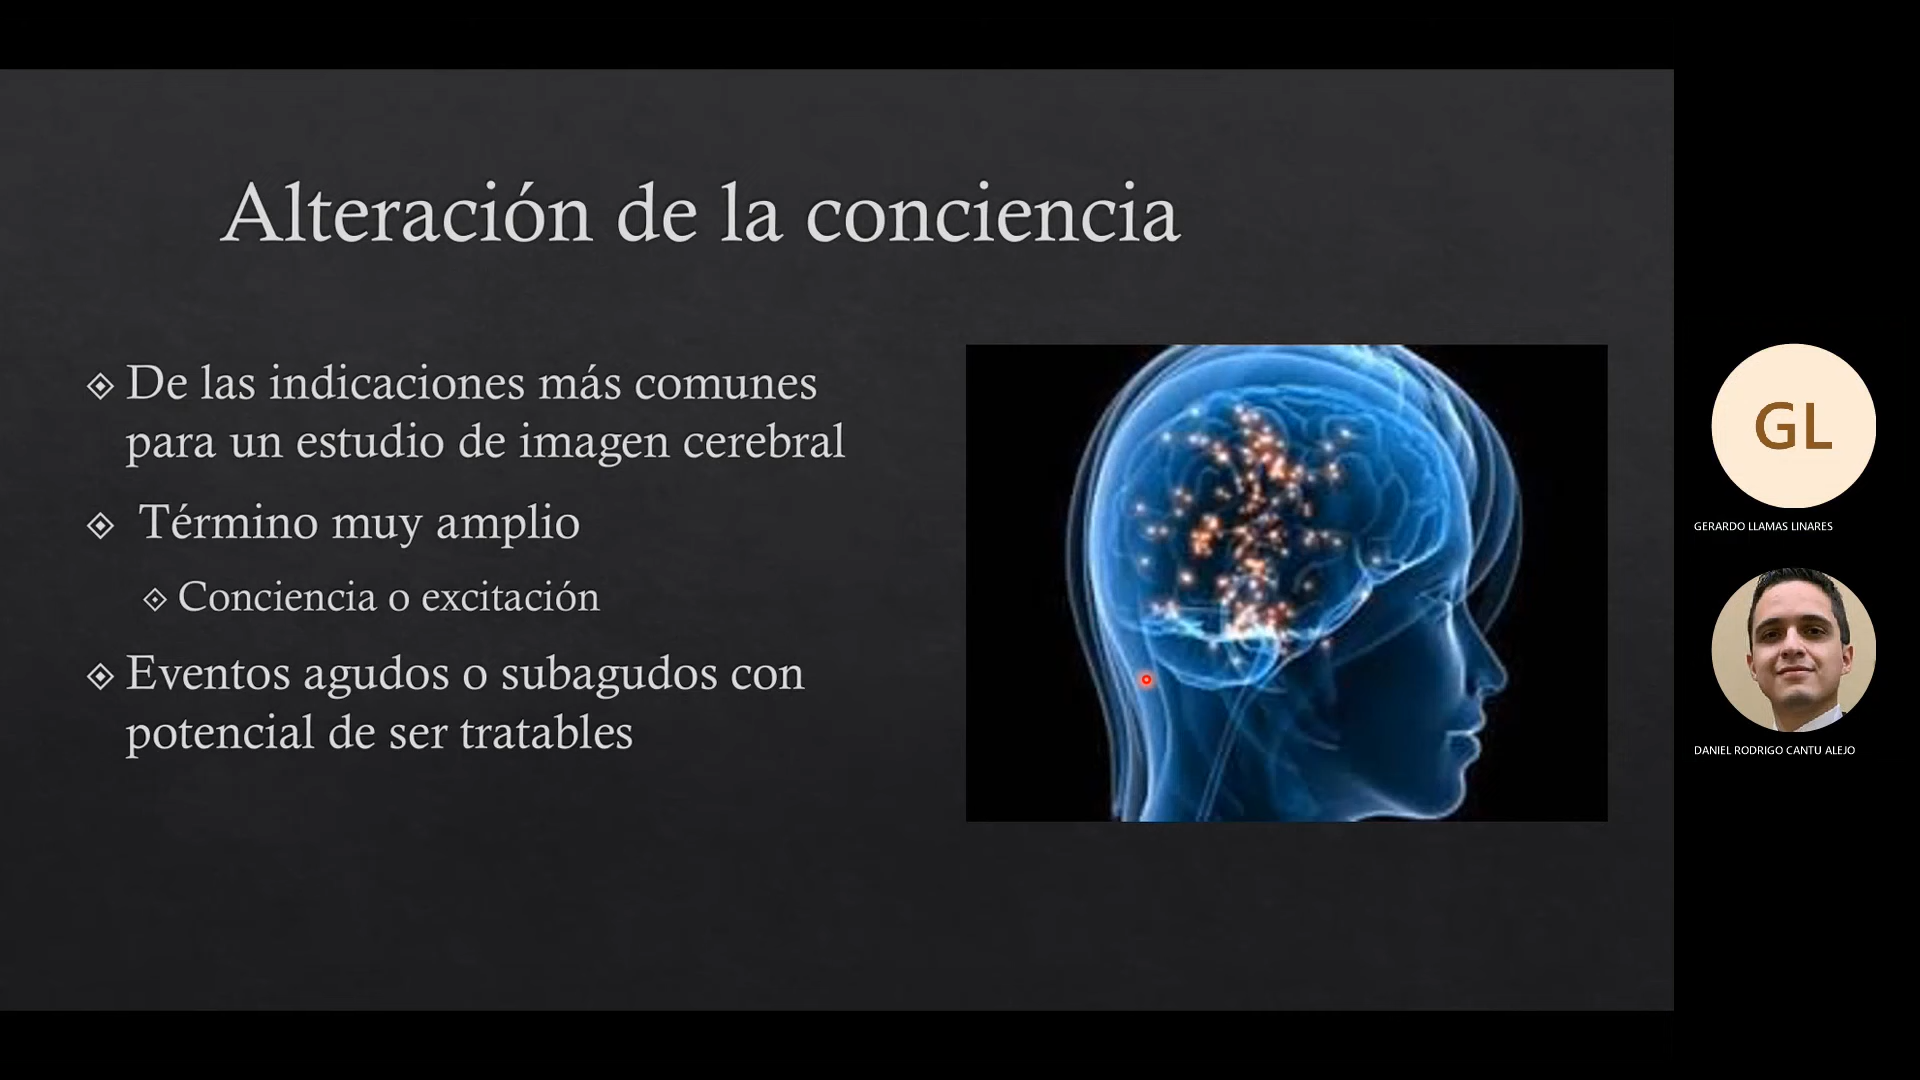 Alteración de la conciencia
De las indicaciones más comunes
para un estudio de imagen cerebral
Término muy amplio
Conciencia o excitación
Eventos agudos o subagudos con
potencial de ser tratables
GL
GERARDO LLAMAS LINARES
DANIEL RODRIGO CANTU ALEJO